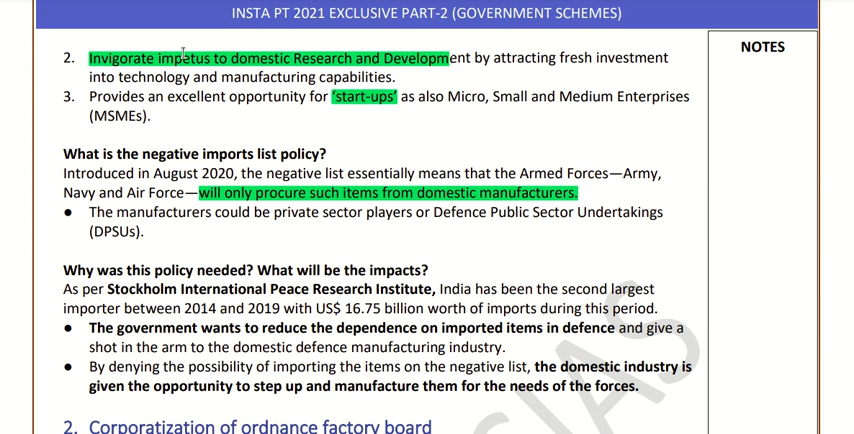 INSTA PT 2021 EXCLUSIVE PART-2 (GOVERNMENT SCHEMES)
NOTES
2. Invigorate impetus to domestic Research and Development by attracting fresh investment
into technology and manufacturing capabilities.
3. Provides an excellent opportunity for ‘start-ups’ as also Micro, Small and Medium Enterprises
(MSMEs).
What is the negative imports list policy?
Introduced in August 2020, the negative list essentially means that the Armed Forces—Army,
Navy and Air Force—will only procure such items from domestic manufacturers.
● The manufacturers could be private sector players or Defence Public Sector Undertakings
(DPSUs).
Why was this policy needed? What will be the impacts?
As per Stockholm International Peace Research Institute, India has been the second largest
importer between 2014 and 2019 with US$ 16.75 billion worth of imports during this period.
● The government wants to reduce the dependence on imported items in defence and give a
shot in the arm to the domestic defence manufacturing industry.
● By denying the possibility of importing the items on the negative list, the domestic industry is
given the opportunity to step up and manufacture them for the needs of the forces.
2. Corporatization of ordnance factory board
SIAS